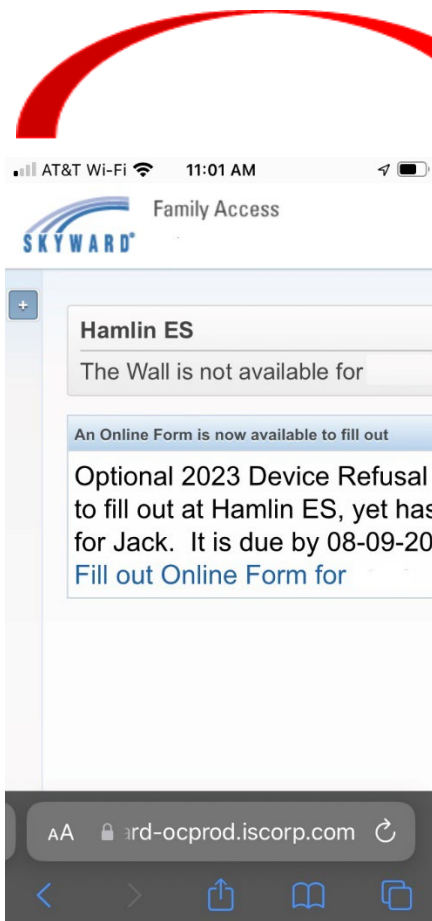 AT&T Wi-Fi 11:01 AM
Family Access
SKYWARD®
+
Hamlin ES
The Wall is not available for
An Online Form is now available to fill out
Optional 2023 Device Refusal
to fill out at Hamlin ES, yet has
for Jack. It is due by 08-09-20
Fill out Online Form for
AA rd-ocprod.iscorp.com